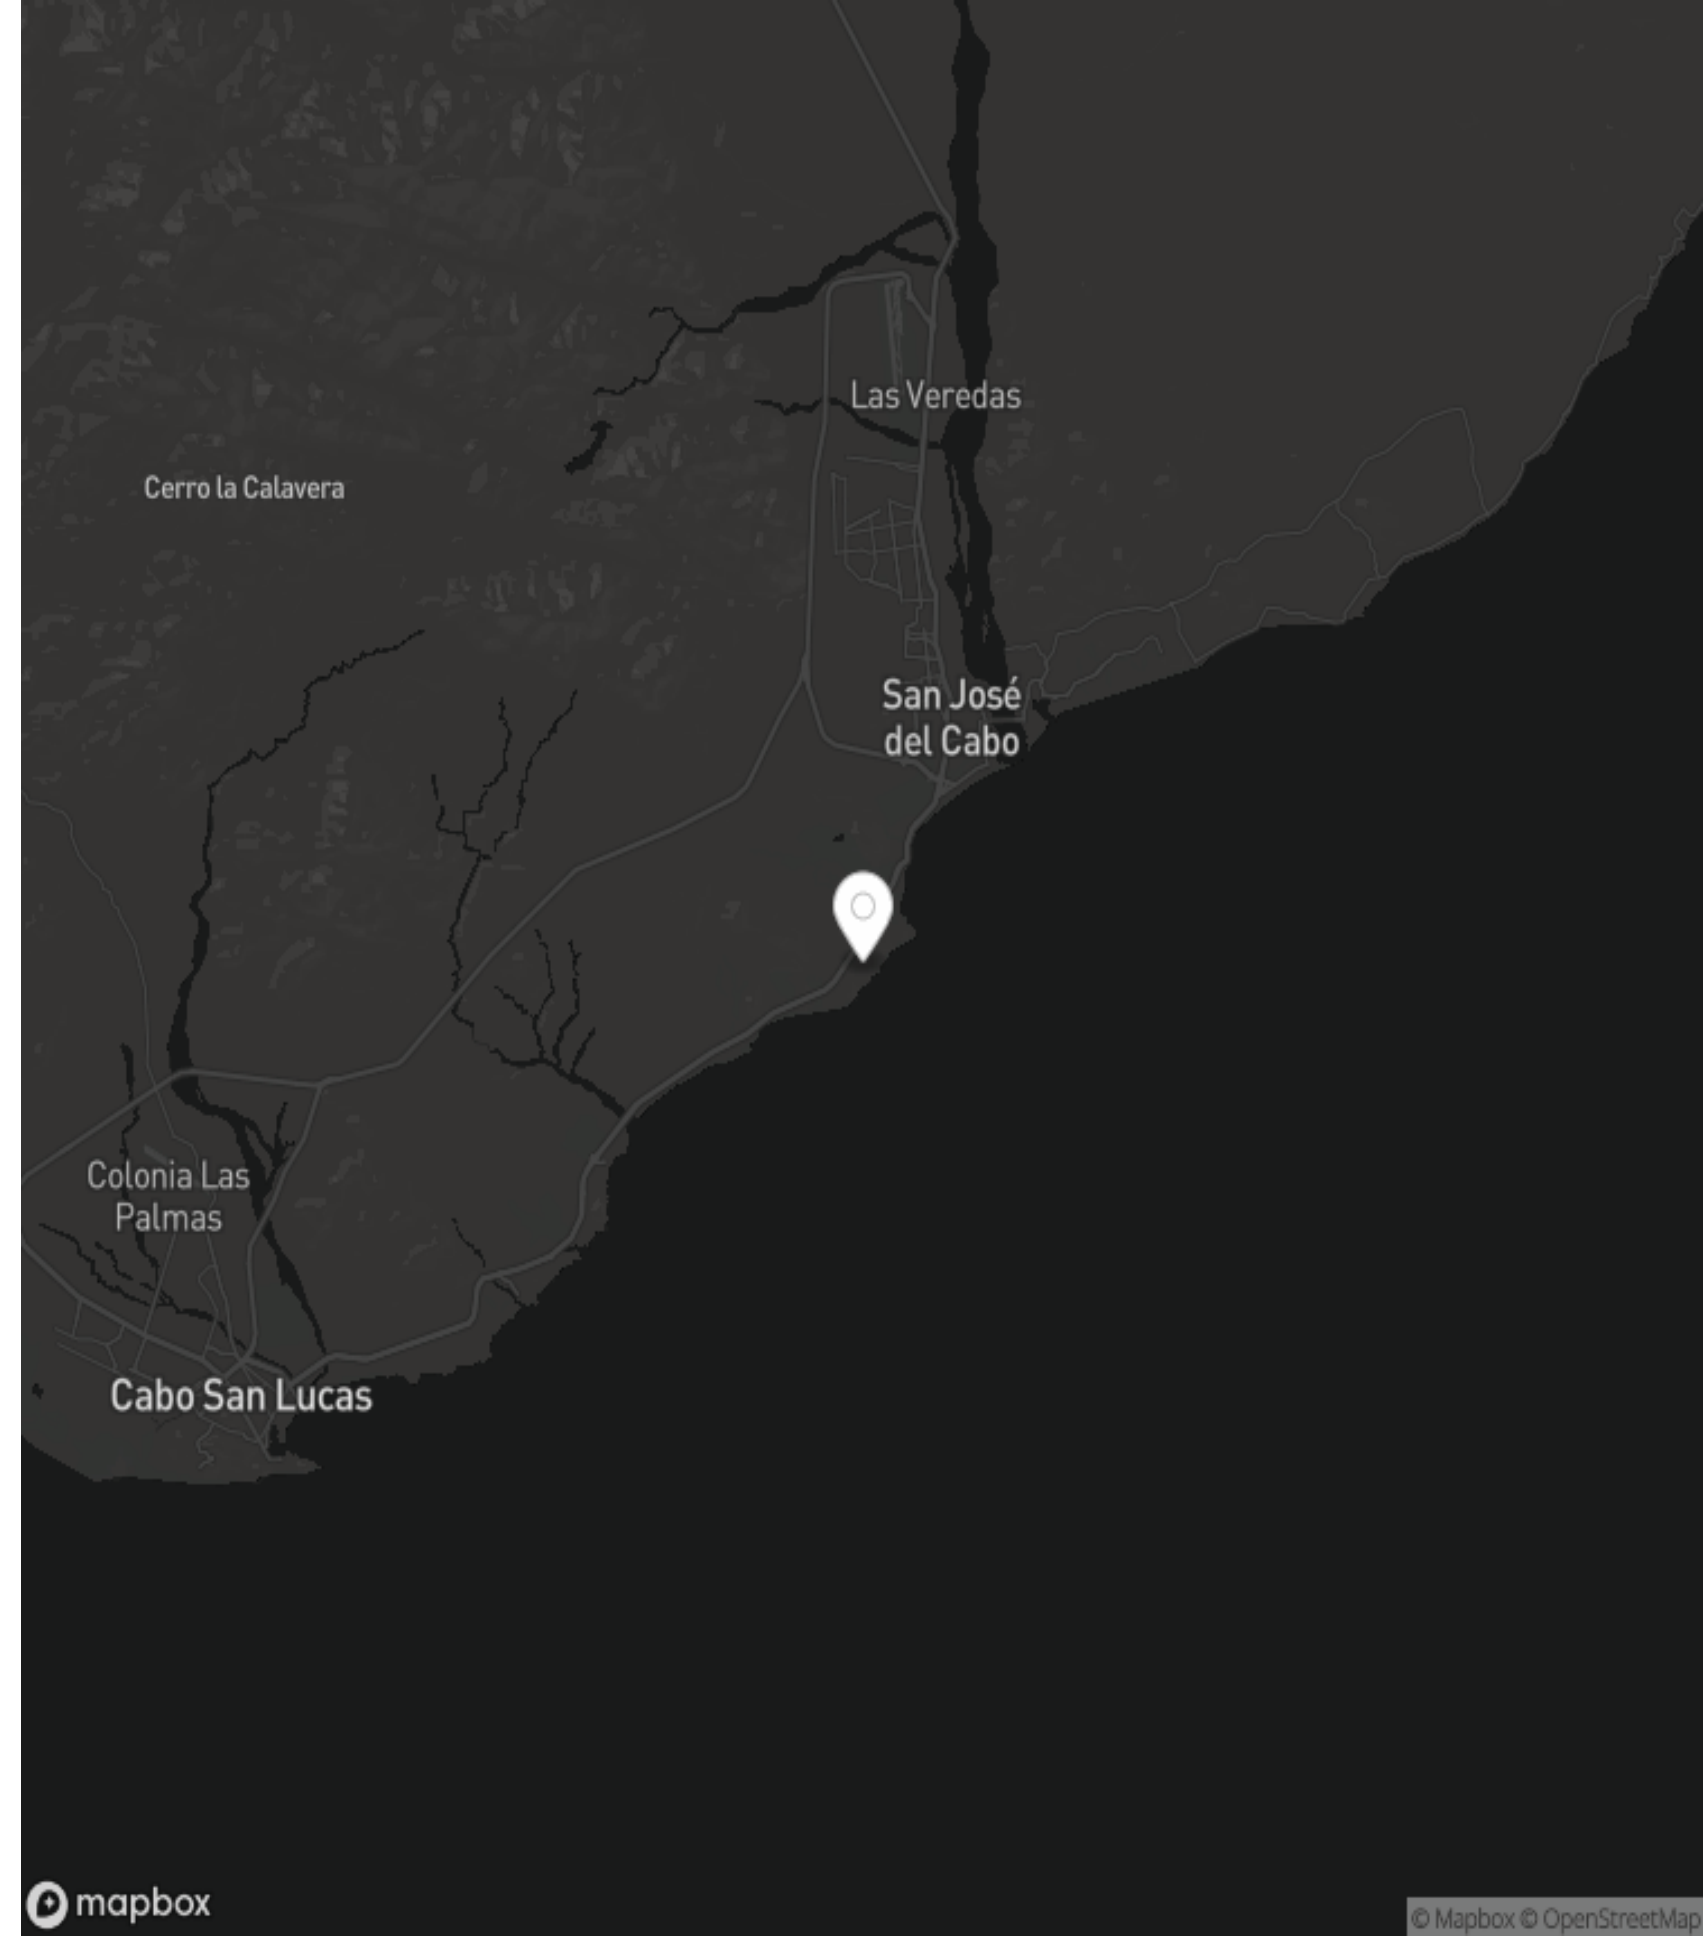 Las Veredas
Cerro la Calavera
San José
del Cabo
Colonia Las
Palmas
Cabo San Lucas
mapbox
© Mapbox © OpenStreetMap